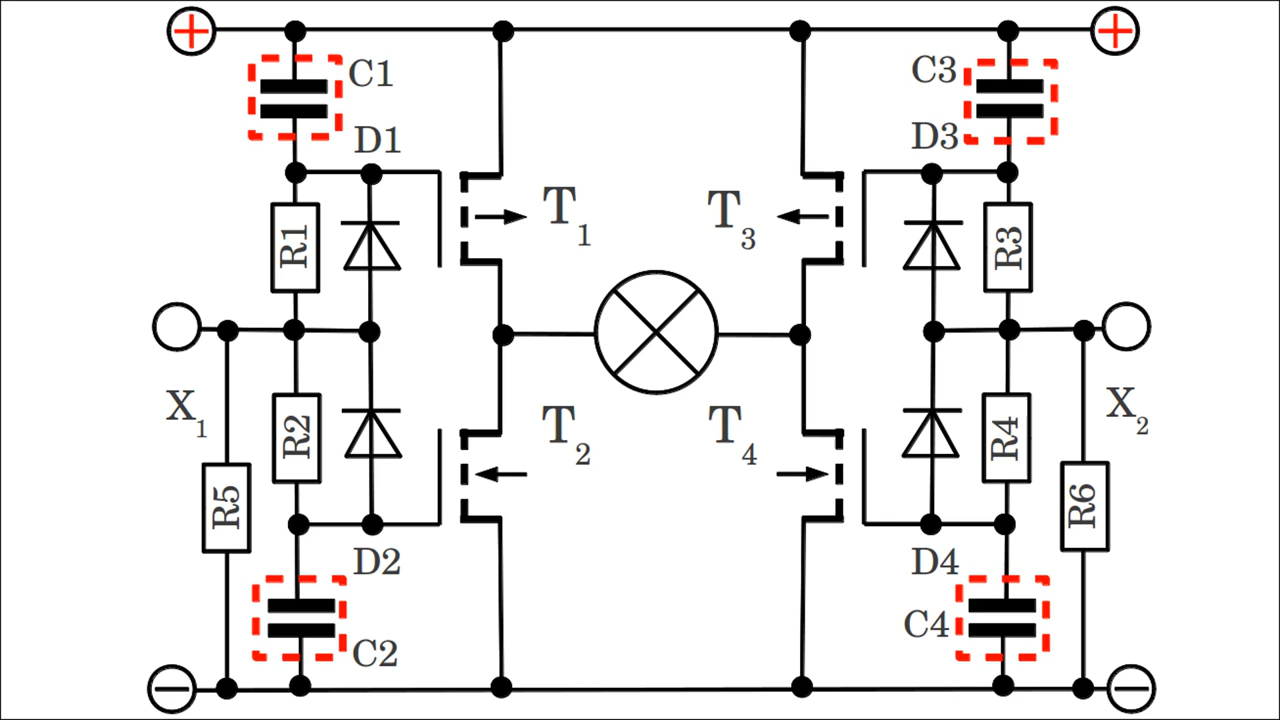 + +
C1 C3
D1 D3
T1 T3
R1 R3
X1 X2
T2 T4
R2 R4
R5 R6
D2 D4
C2 C4
− −